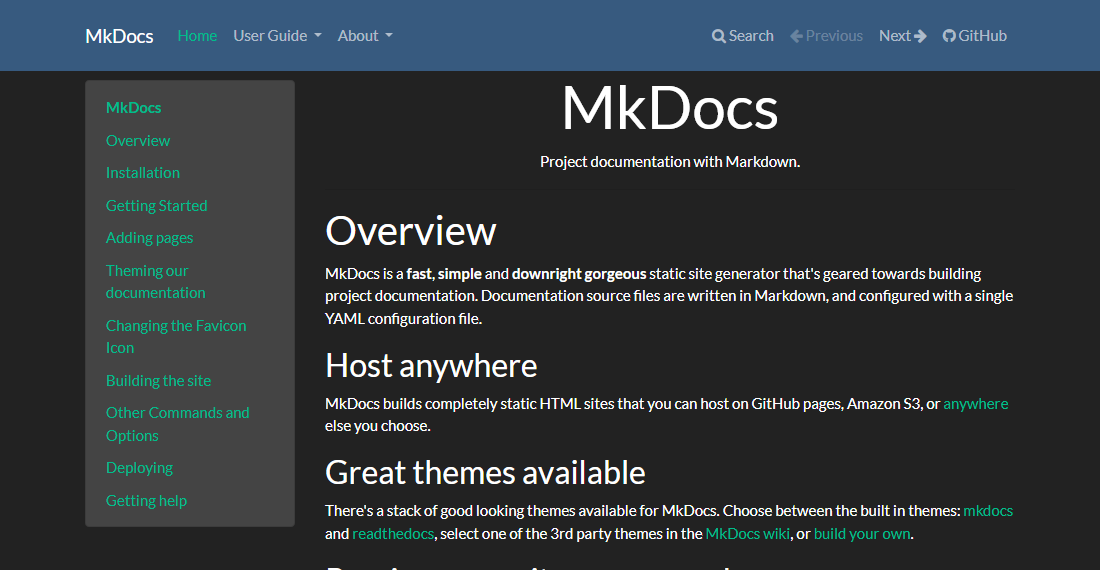 MkDocs Home User Guide About Search Previous Next GitHub
MkDocs
Overview
Installation
Getting Started
Adding pages
Theming our
documentation
Changing the Favicon
Icon
Building the site
Other Commands and
Options
Deploying
Getting help
MkDocs
Project documentation with Markdown.
Overview
MkDocs is a fast, simple and downright gorgeous static site generator that's geared towards building
project documentation. Documentation source files are written in Markdown, and configured with a single
YAML configuration file.
Host anywhere
MkDocs builds completely static HTML sites that you can host on GitHub pages, Amazon S3, or anywhere
else you choose.
Great themes available
There's a stack of good looking themes available for MkDocs. Choose between the built in themes: mkdocs
and readthedocs, select one of the 3rd party themes in the MkDocs wiki, or build your own.